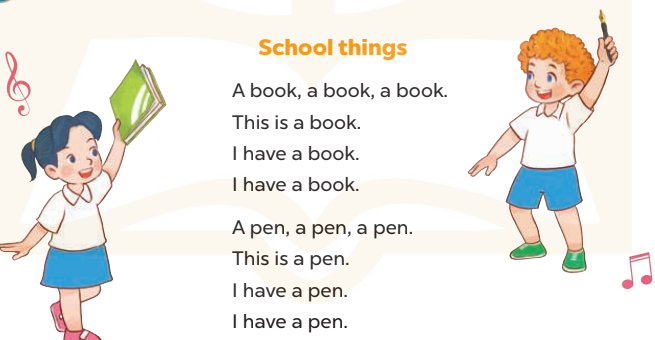 School things
A book, a book, a book.
This is a book.
I have a book.
I have a book.
A pen, a pen, a pen.
This is a pen.
I have a pen.
I have a pen.